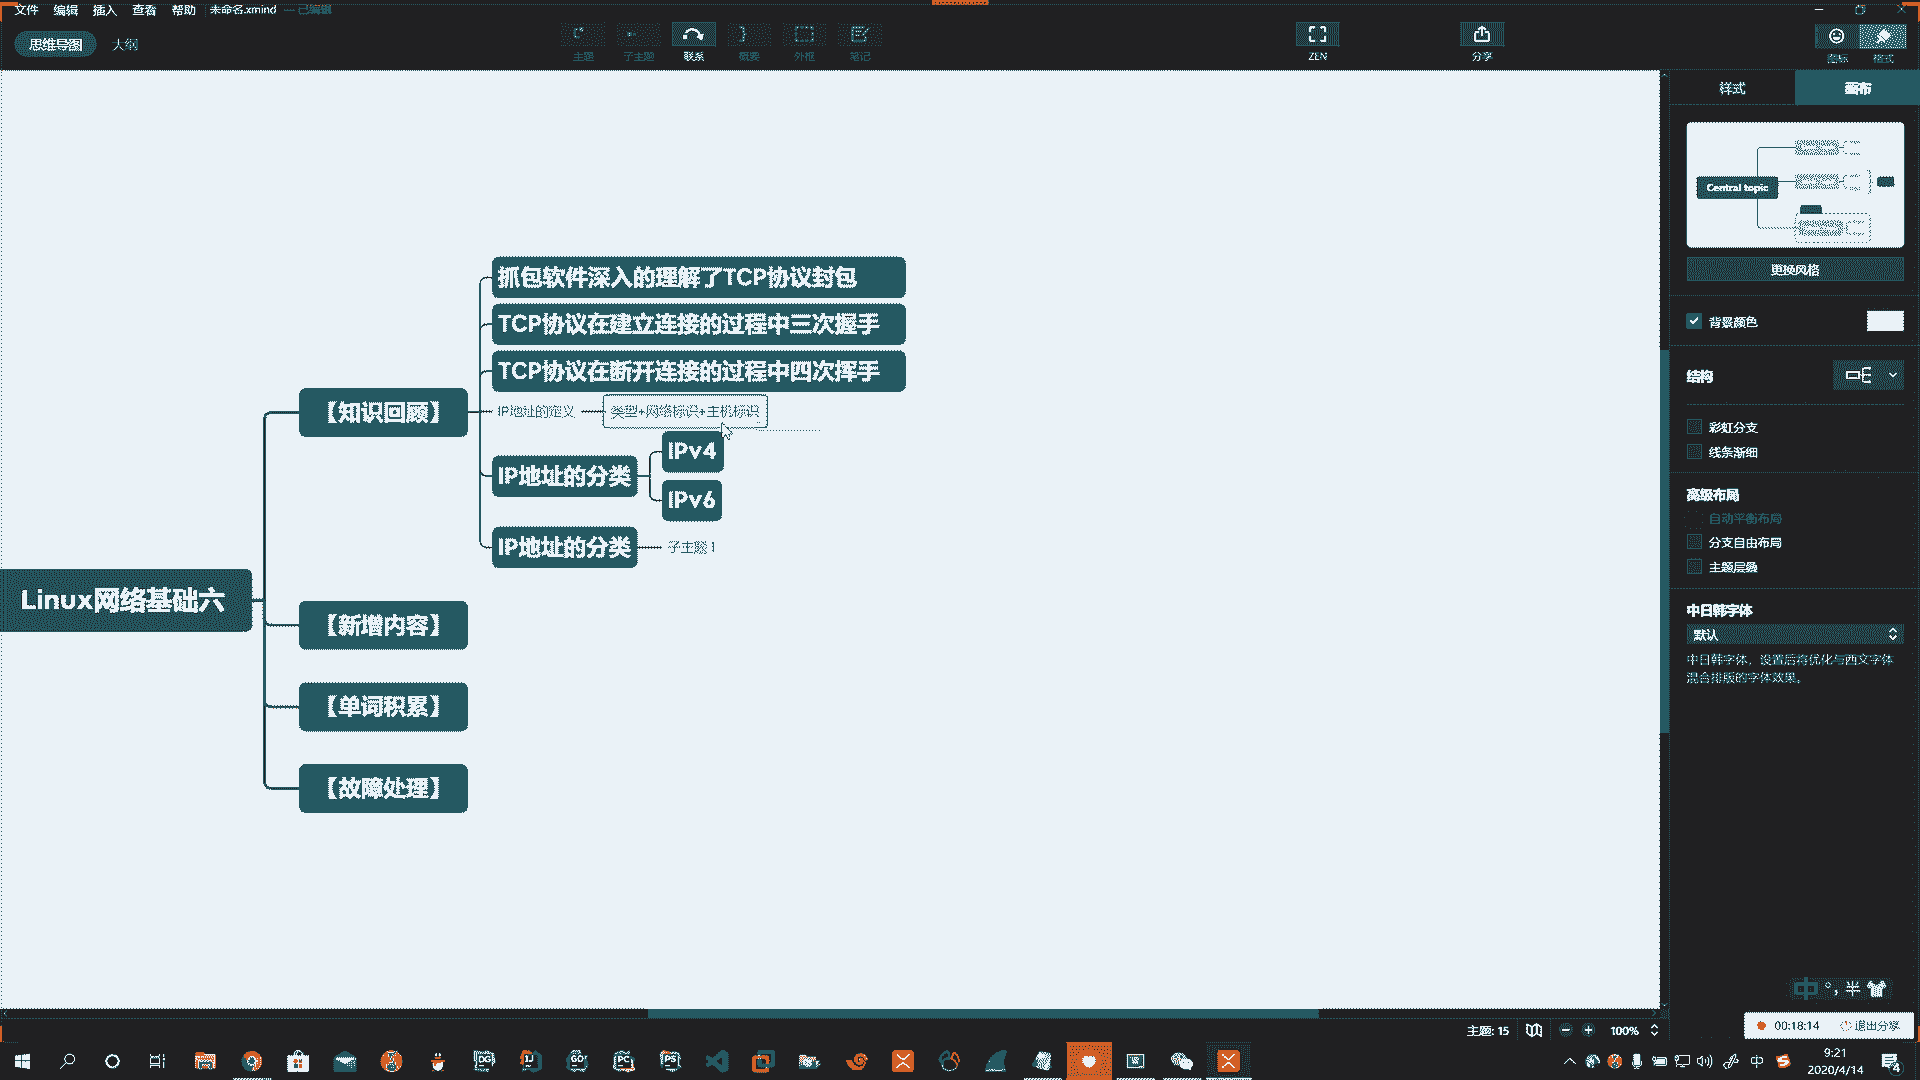 文件 编辑 插入 查看 帮助 未命名.xmind — 已编辑
思维导图 大纲
主题 子主题 联系 概要 外框 笔记 ZEN 分享 图标 格式
样式 画布
Central topic
更换风格
背景颜色
结构
彩虹分支
线条渐细
高级布局
自动平衡布局
分支自由布局
主题层叠
中日韩字体
默认
中日韩字体，设置后将优化与西文字体
混合排版的字体效果。
抓包软件深入的理解了TCP协议封包
TCP协议在建立连接的过程中三次握手
TCP协议在断开连接的过程中四次挥手
【知识回顾】
IP地址的定义 类型+网络标识+主机标识
IPv4
IP地址的分类
IPv6
IP地址的分类 子主题 1
Linux网络基础六
【新增内容】
【单词积累】
【故障处理】
中 °, 半
主题: 15 100%
00:18:14 退出分享
DG IJ GO PC PS
中
9:21
2020/4/14
4